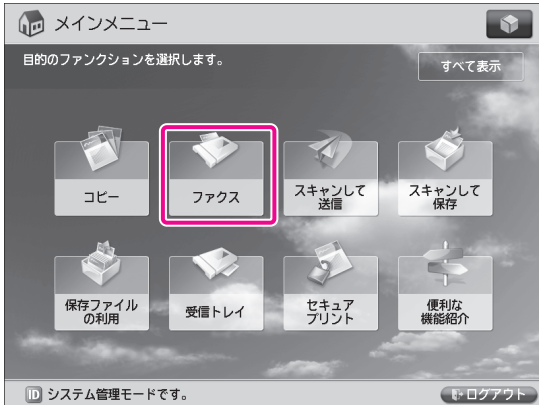 メインメニュー
目的のファンクションを選択します。
すべて表示
コピー
ファクス
スキャンして
送信
スキャンして
保存
保存ファイル
の利用
受信トレイ
セキュア
プリント
便利な
機能紹介
ID システム管理モードです。
ログアウト